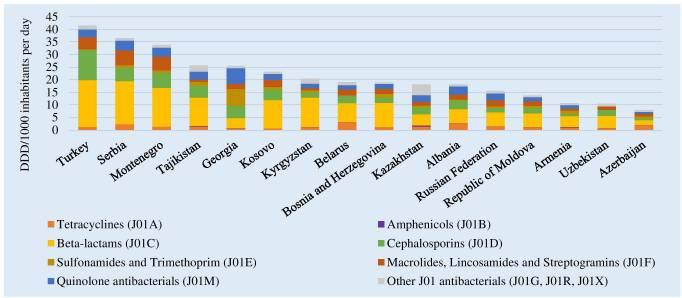 DDD/1000 inhabitants per day
45
40
35
30
25
20
15
10
5
0
Turkey
Serbia
Montenegro
Tajikistan
Georgia
Kosovo
Kyrgyzstan
Belarus
Bosnia and Herzegovina
Kazakhstan
Albania
Russian Federation
Republic of Moldova
Armenia
Uzbekistan
Azerbaijan
Tetracyclines (J01A)
Amphenicols (J01B)
Beta-lactams (J01C)
Cephalosporins (J01D)
Sulfonamides and Trimethoprim (J01E)
Macrolides, Lincosamides and Streptogramins (J01F)
Quinolone antibacterials (J01M)
Other J01 antibacterials (J01G, J01R, J01X)